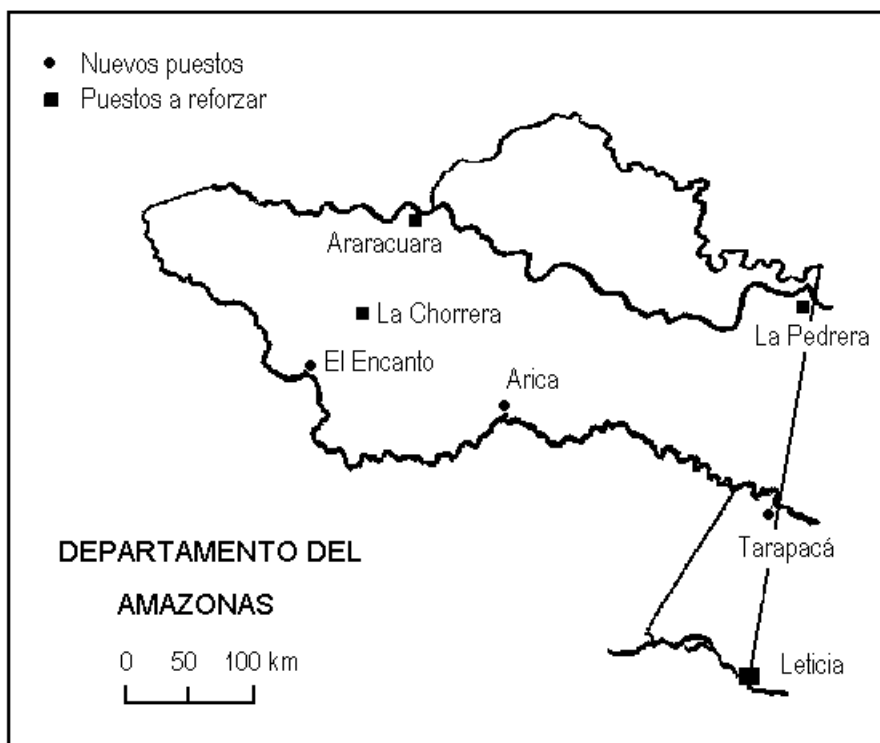 Nuevos puestos
Puestos a reforzar
Araracuara
La Chorrera
La Pedrera
El Encanto
Arica
Tarapacá
DEPARTAMENTO DEL
AMAZONAS
0 50 100 km
Leticia